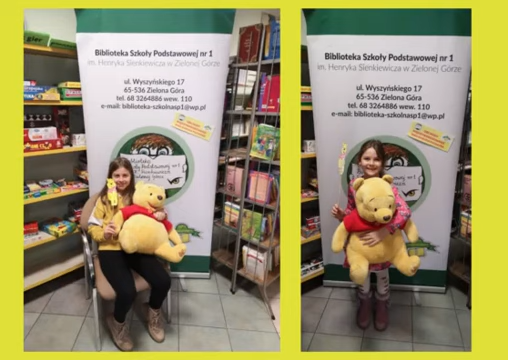 Biblioteka Szkoły Podstawowej nr 1
im. Henryka Sienkiewicza w Zielonej Górze
ul. Wyszyńskiego 17
65-536 Zielona Góra
tel. 68 3264886 wew. 110
e-mail: biblioteka-szkolnasp1@wp.pl
Biblioteka Szkoły Podstawowej nr 1
im. Henryka Sienkiewicza w Zielonej Górze
ul. Wyszyńskiego 17
65-536 Zielona Góra
tel. 68 3264886 wew. 110
e-mail: biblioteka-szkolnasp1@wp.pl